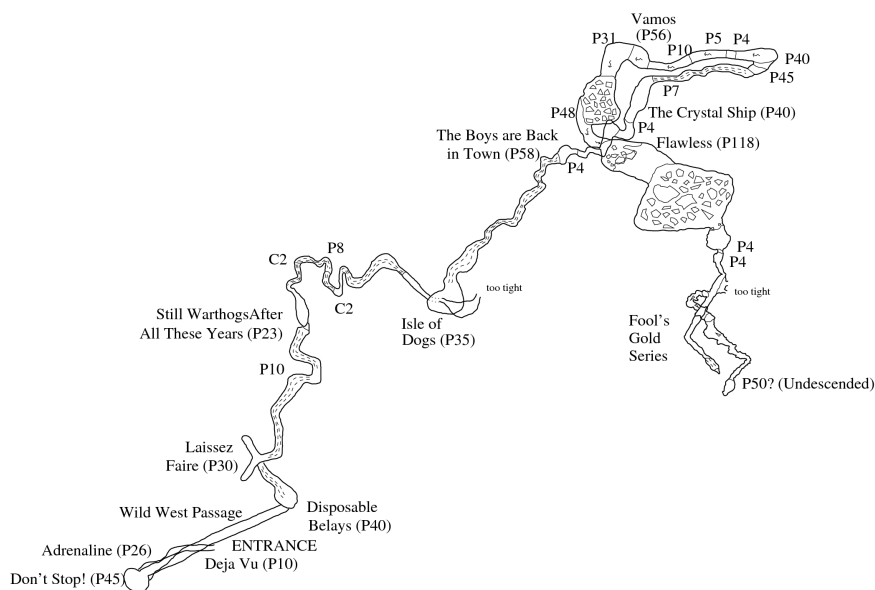 Vamos
(P56)
P31
P10
P5
P4
P40
P45
P7
P48
The Crystal Ship (P40)
P4
The Boys are Back
in Town (P58)
P4
Flawless (P118)
P4
P4
too tight
Fool's
Gold
Series
P50? (Undescended)
P8
C2
C2
too tight
Isle of
Dogs (P35)
Still WarthogsAfter
All These Years (P23)
P10
Laissez
Faire (P30)
Wild West Passage
Disposable
Belays (P40)
Adrenaline (P26)
ENTRANCE
Deja Vu (P10)
Don't Stop! (P45)